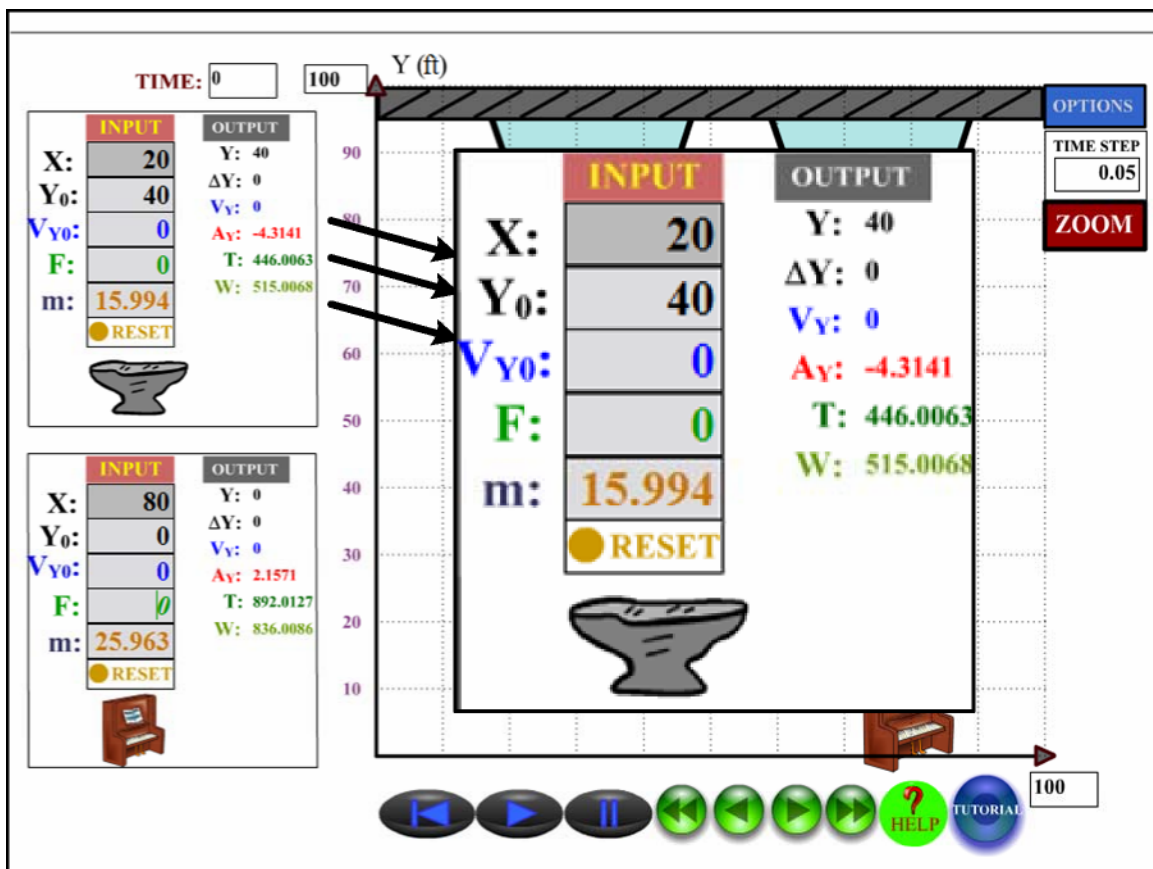 TIME: 0
100
Y (ft)
INPUT
OUTPUT
X: 20
Y0: 40
VY0: 0
F: 0
m: 15.994
RESET
Y: 40
ΔY: 0
VY: 0
AY: -4.3141
T: 446.0063
W: 515.0068
INPUT
OUTPUT
X: 80
Y0: 0
VY0: 0
F: 0
m: 25.963
RESET
Y: 0
ΔY: 0
VY: 0
AY: 2.1571
T: 892.0127
W: 836.0086
90
80
70
60
50
40
30
20
10
INPUT
OUTPUT
X: 20
Y0: 40
VY0: 0
F: 0
m: 15.994
RESET
Y: 40
ΔY: 0
VY: 0
AY: -4.3141
T: 446.0063
W: 515.0068
OPTIONS
TIME STEP
0.05
ZOOM
100
?
HELP
TUTORIAL